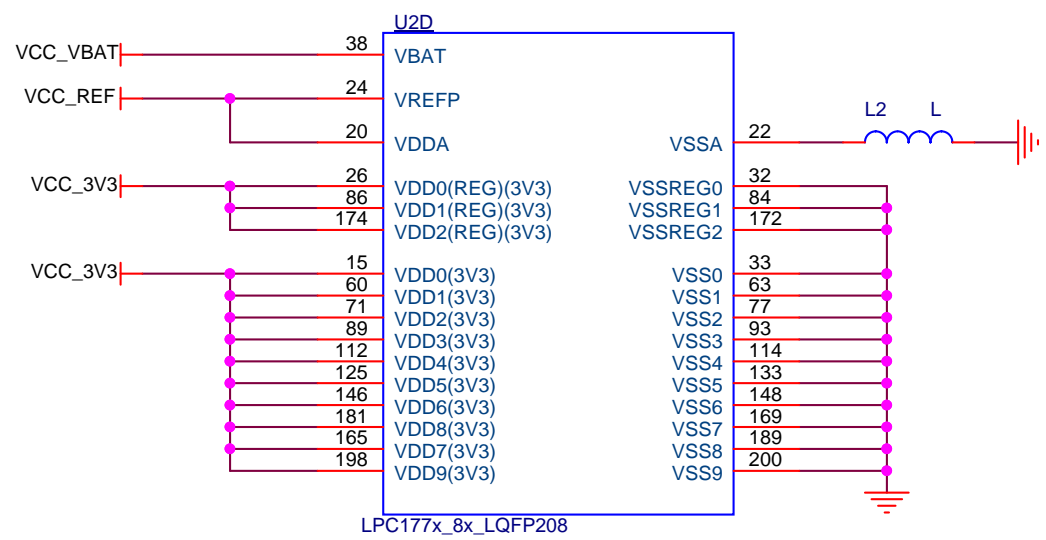 U2D
VCC_VBAT 38 VBAT
VCC_REF 24 VREFP
L2 L
20 VDDA VSSA 22
VCC_3V3 26 VDD0(REG)(3V3) VSSREG0 32
86 VDD1(REG)(3V3) VSSREG1 84
174 VDD2(REG)(3V3) VSSREG2 172
VCC_3V3 15 VDD0(3V3) VSS0 33
60 VDD1(3V3) VSS1 63
71 VDD2(3V3) VSS2 77
89 VDD3(3V3) VSS3 93
112 VDD4(3V3) VSS4 114
125 VDD5(3V3) VSS5 133
146 VDD6(3V3) VSS6 148
181 VDD8(3V3) VSS7 169
165 VDD7(3V3) VSS8 189
198 VDD9(3V3) VSS9 200
LPC177x_8x_LQFP208